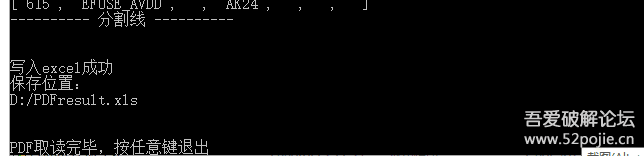 ['615', 'EFUSE_AVDD', ' ', 'AK24', ' ', ' ', ' ']
---------- 分割线 ----------
写入excel成功
保存位置:
D:/PDFresult.xls
PDF取读完毕，按任意键退出
吾爱破解论坛
www.52pojie.cn